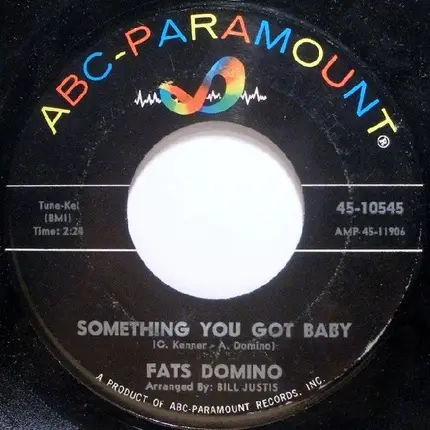 ABC-PARAMOUNT®
Tune-Kel
(BMI)
Time: 2:24
45-10545
AMP-45-11906
SOMETHING YOU GOT BABY
(C. Kenner - A. Domino)
FATS DOMINO
Arranged By: BILL JUSTIS
A PRODUCT OF ABC-PARAMOUNT RECORDS, INC.